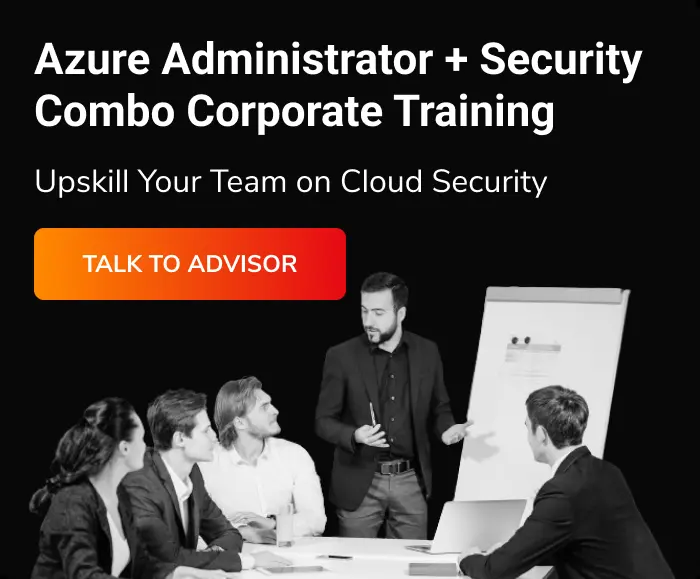 Azure Administrator + Security
Combo Corporate Training
Upskill Your Team on Cloud Security
TALK TO ADVISOR